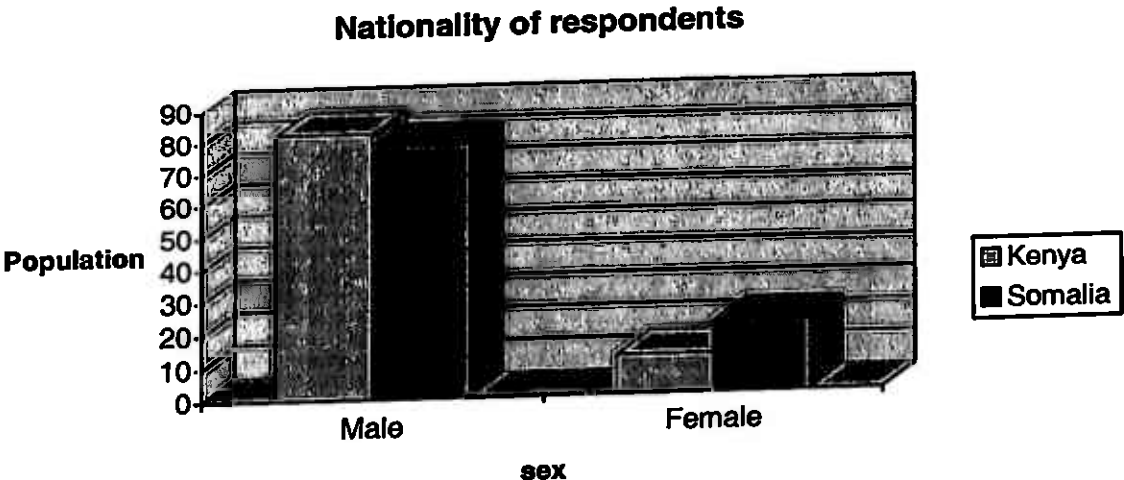 Nationality of respondents
90
80
70
60
50
40
30
20
10
0
Population
Male
Female
sex
Kenya
Somalia